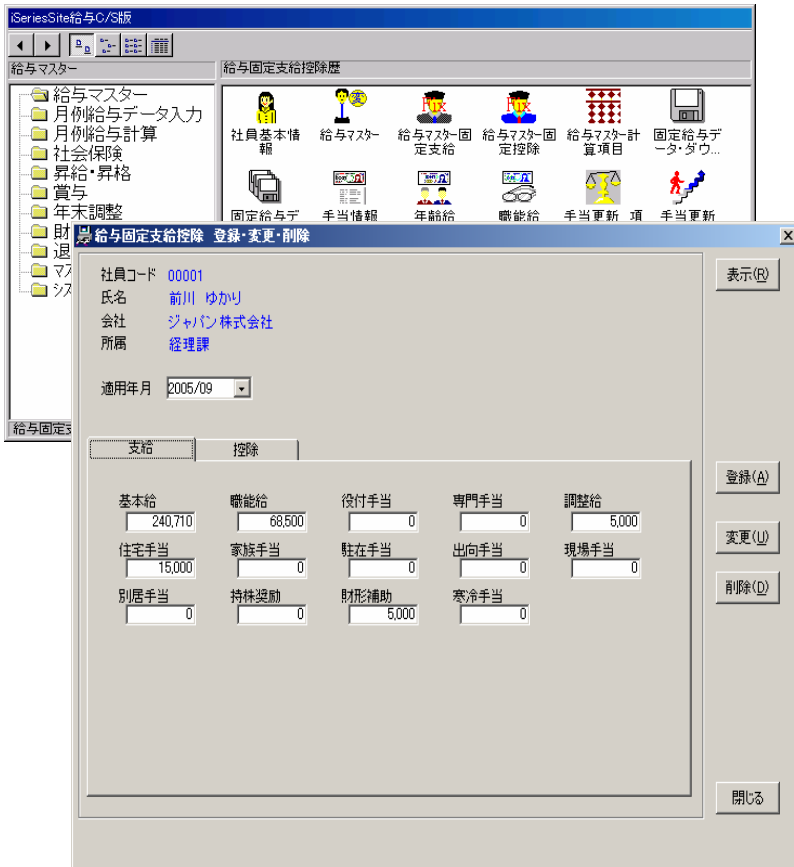 iSeriesSite給与C/S版
給与マスター
給与固定支給控除歴
給与マスター
月例給与データ入力
月例給与計算
社会保険
昇給・昇格
賞与
年末調整
財
退
マス
シス
社員基本情報
給与マスター
給与マスター固定支給
給与マスター固定控除
給与マスター計算項目
固定給与データ・ダウ...
固定給与デ
手当情報
年齢給
職能給
手当更新 項
手当更新
給与固定支
給与固定支給控除 登録・変更・削除
社員コード 00001
氏名 前川 ゆかり
会社 ジャパン株式会社
所属 経理課
適用年月 2005/09
支給 控除
基本給 職能給 役付手当 専門手当 調整給
240,710 68,500 0 0 5,000
住宅手当 家族手当 駐在手当 出向手当 現場手当
15,000 0 0 0 0
別居手当 持株奨励 財形補助 寒冷手当
0 0 5,000 0
表示(R)
登録(A)
変更(U)
削除(D)
閉じる